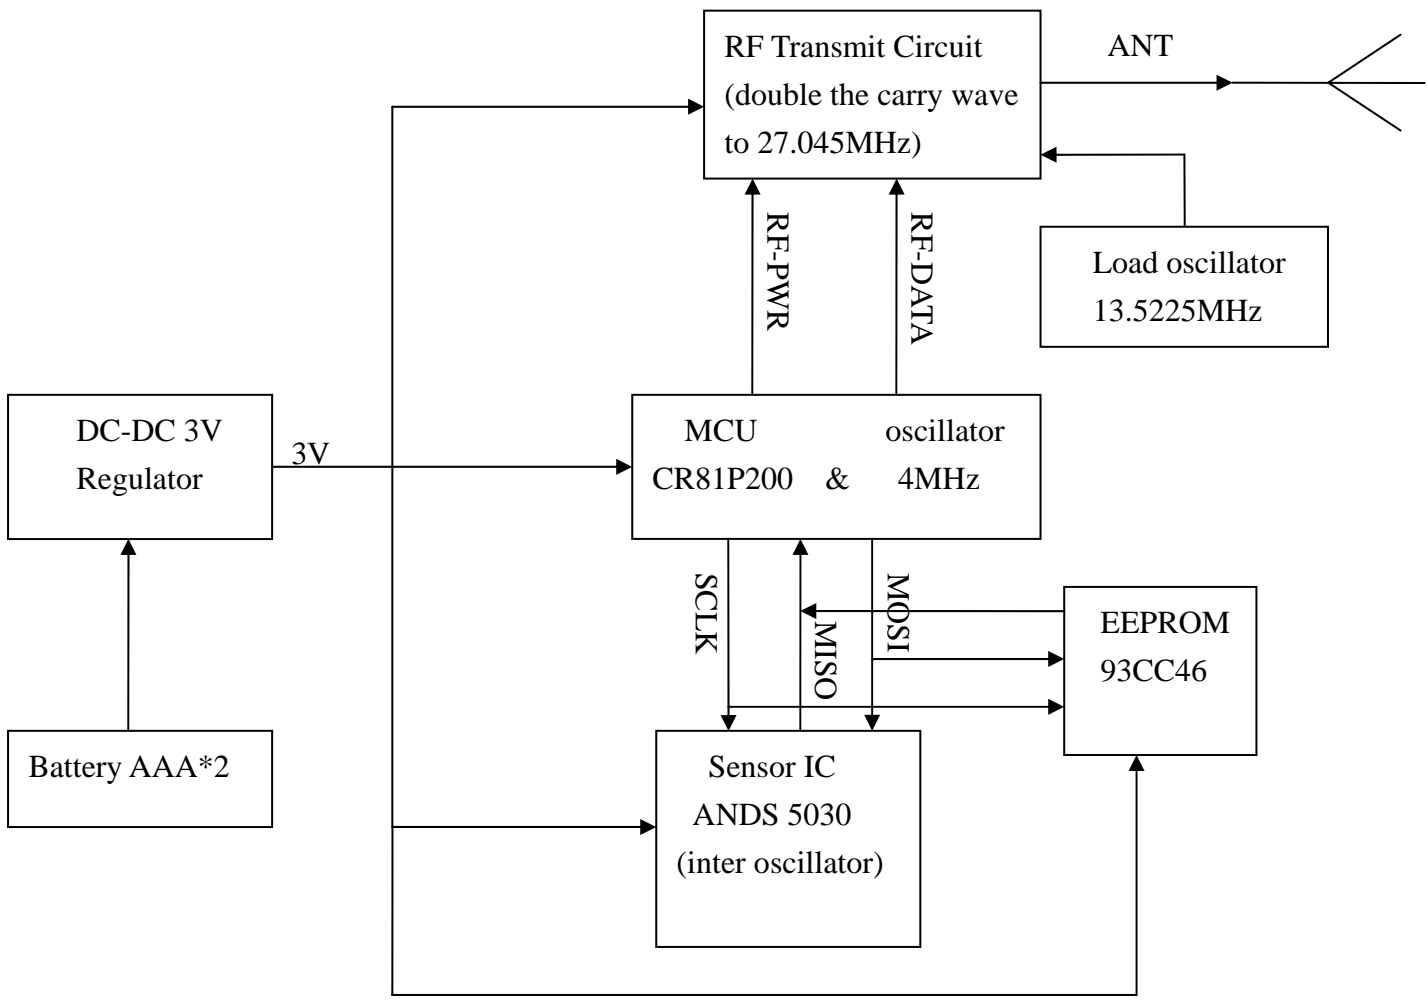 RF Transmit Circuit
(double the carry wave
to 27.045MHz)
ANT
RF-PWR
RF-DATA
Load oscillator
13.5225MHz
DC-DC 3V
Regulator
3V
MCU oscillator
CR81P200 & 4MHz
SCLK
MISO
MOSI
EEPROM
93CC46
Battery AAA*2
Sensor IC
ANDS 5030
(inter oscillator)